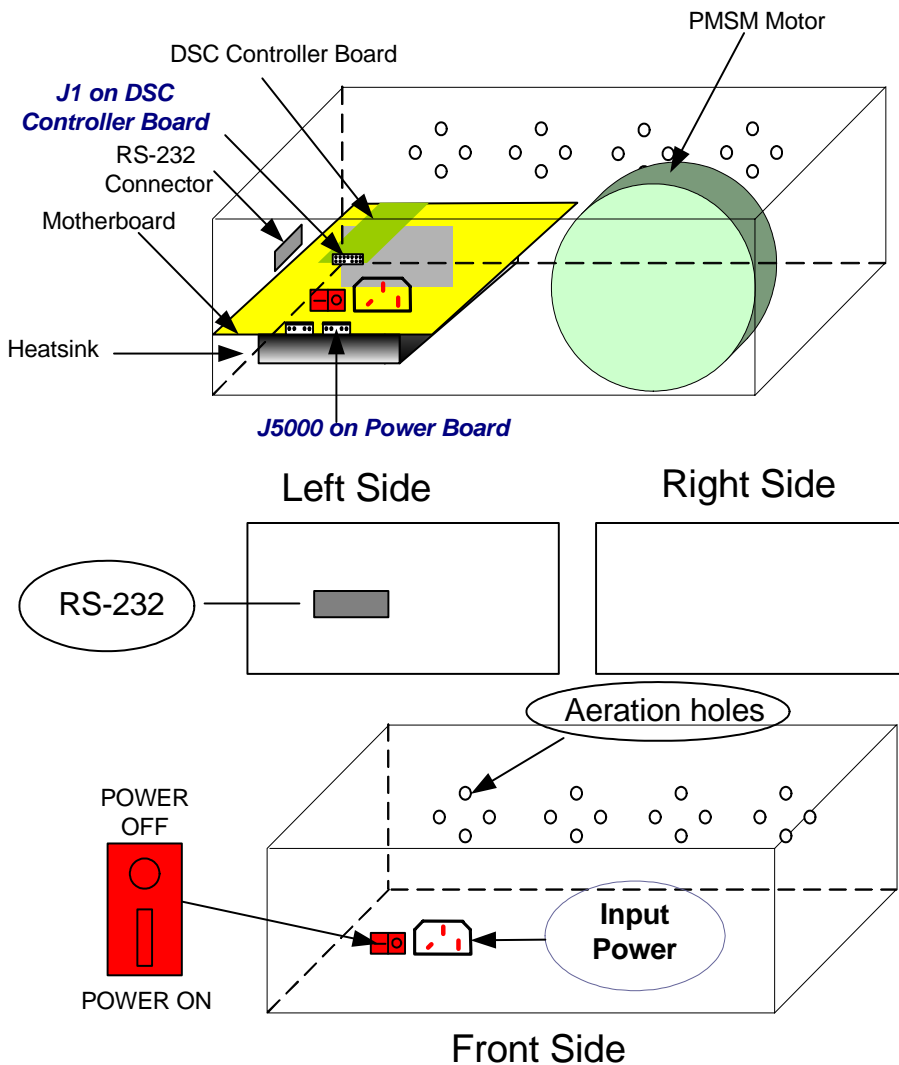 PMSM Motor
DSC Controller Board
J1 on DSC
Controller Board
RS-232
Connector
Motherboard
Heatsink
J5000 on Power Board
Left Side
Right Side
RS-232
Aeration holes
POWER
OFF
Input
Power
POWER ON
Front Side